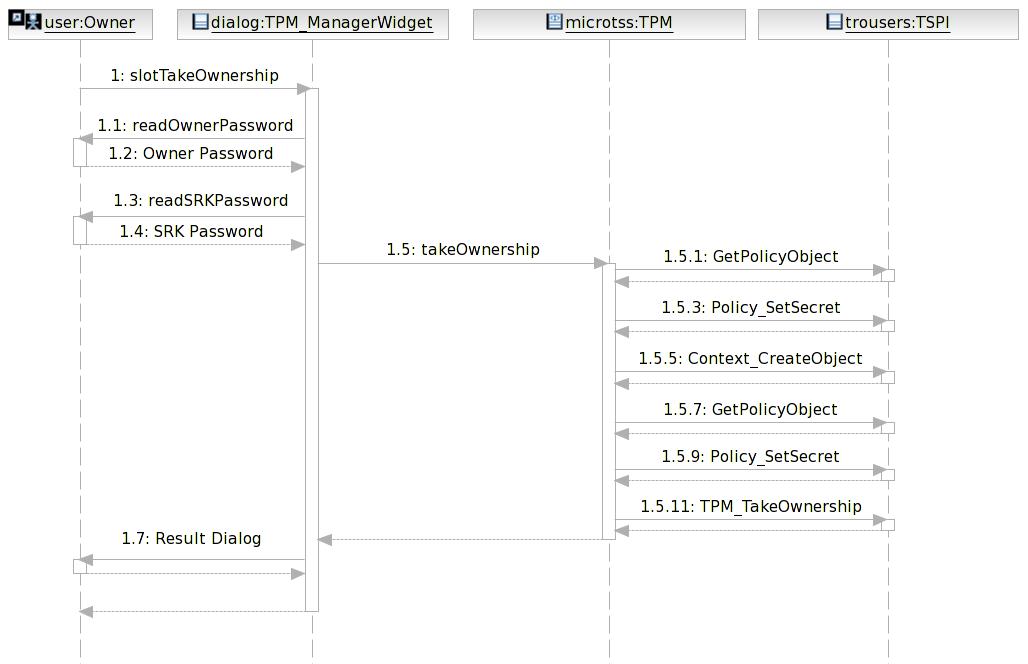 user:Owner dialog:TPM_ManagerWidget microtss:TPM trousers:TSPI
1: slotTakeOwnership
1.1: readOwnerPassword
1.2: Owner Password
1.3: readSRKPassword
1.4: SRK Password
1.5: takeOwnership
1.5.1: GetPolicyObject
1.5.3: Policy_SetSecret
1.5.5: Context_CreateObject
1.5.7: GetPolicyObject
1.5.9: Policy_SetSecret
1.5.11: TPM_TakeOwnership
1.7: Result Dialog